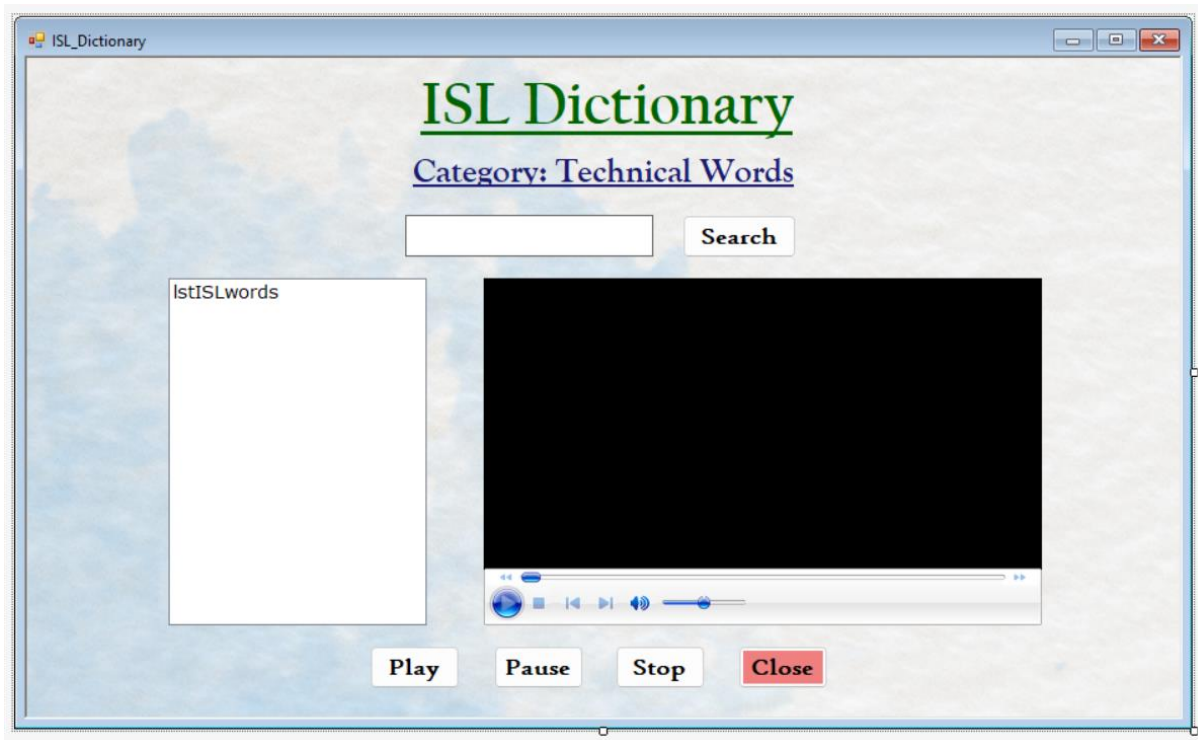 ISL_Dictionary
ISL Dictionary
Category: Technical Words
Search
lstISLwords
Play Pause Stop Close